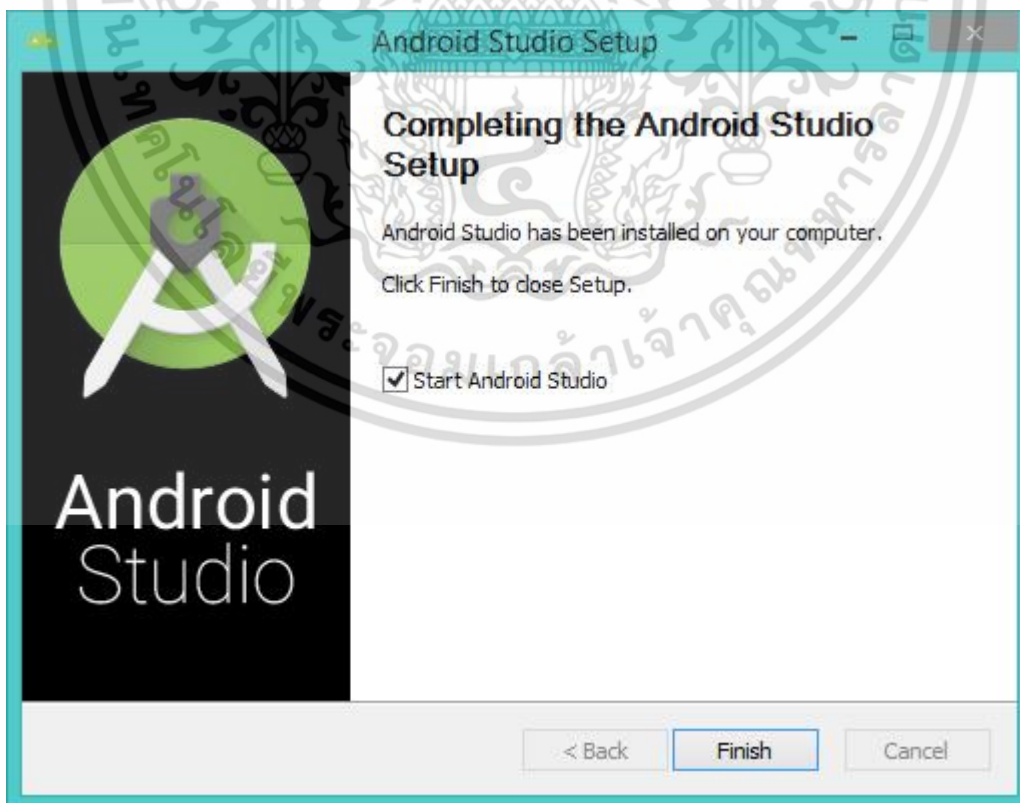 Android Studio Setup
Completing the Android Studio
Setup
Android Studio has been installed on your computer.
Click Finish to close Setup.
Start Android Studio
Android
Studio
< Back
Finish
Cancel